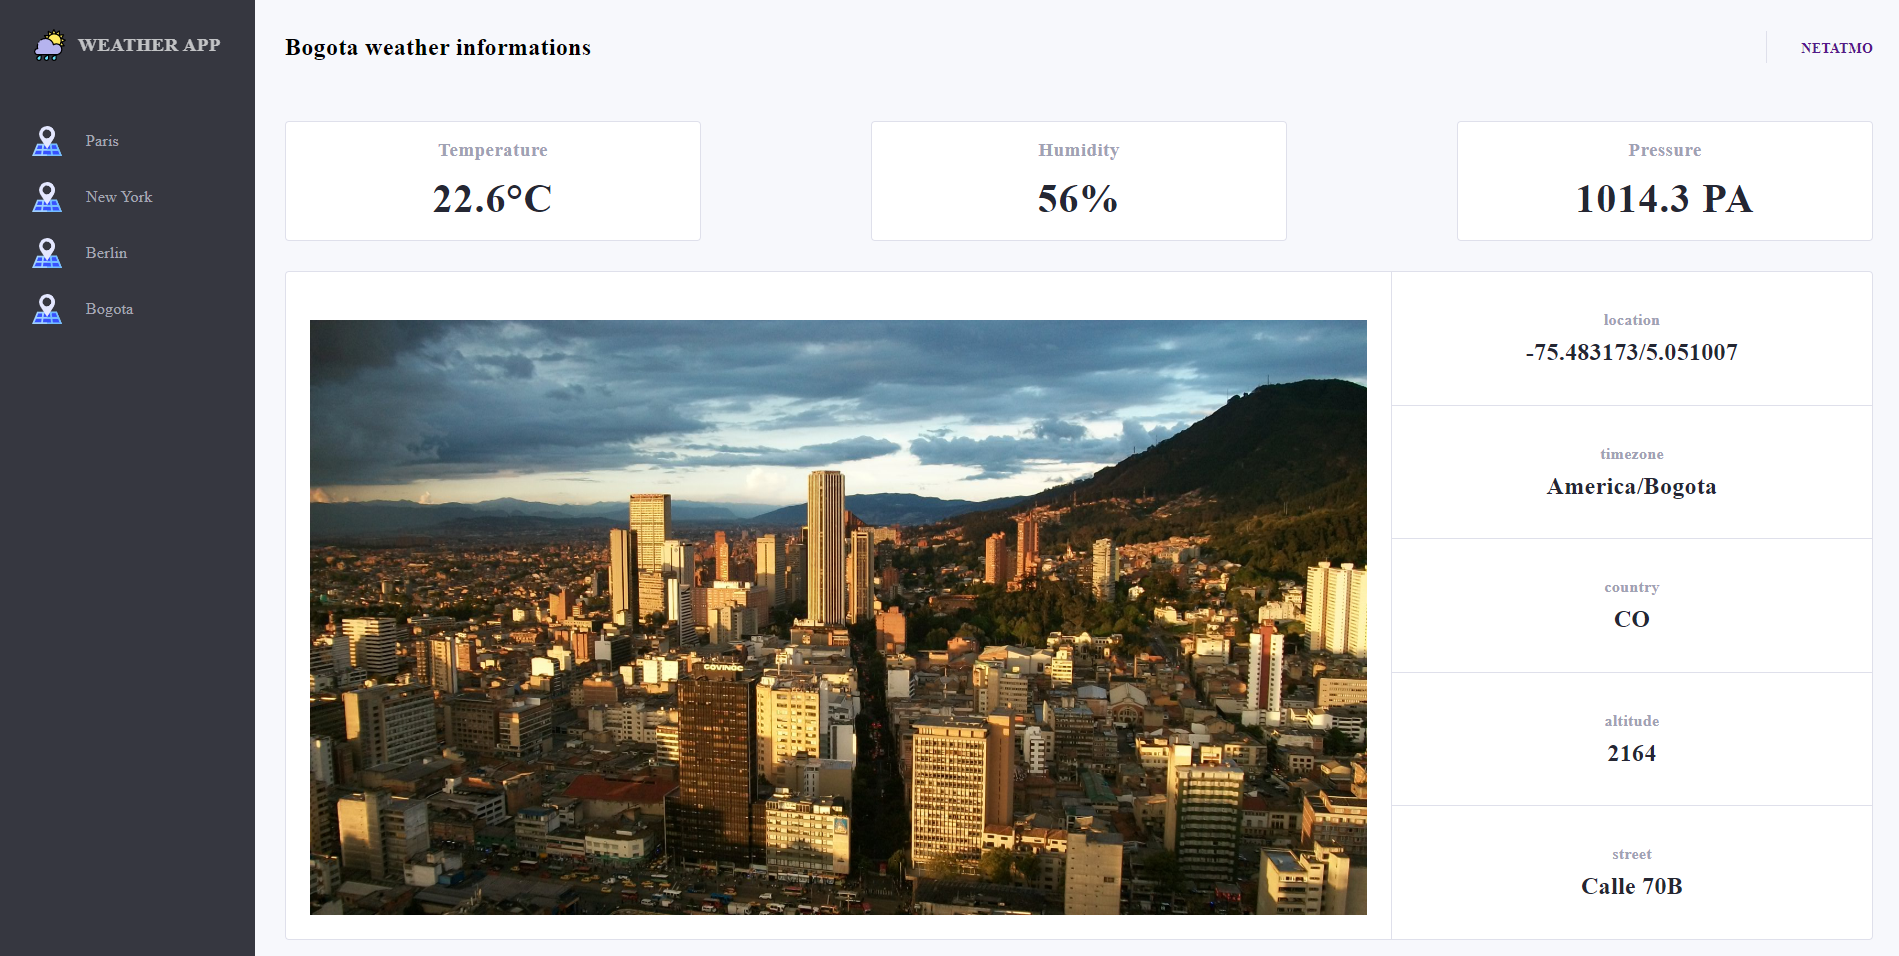 WEATHER APP
Paris
New York
Berlin
Bogota
Bogota weather informations
NETATMO
Temperature
22.6°C
Humidity
56%
Pressure
1014.3 PA
COVINOC
location
-75.483173/5.051007
timezone
America/Bogota
country
CO
altitude
2164
street
Calle 70B